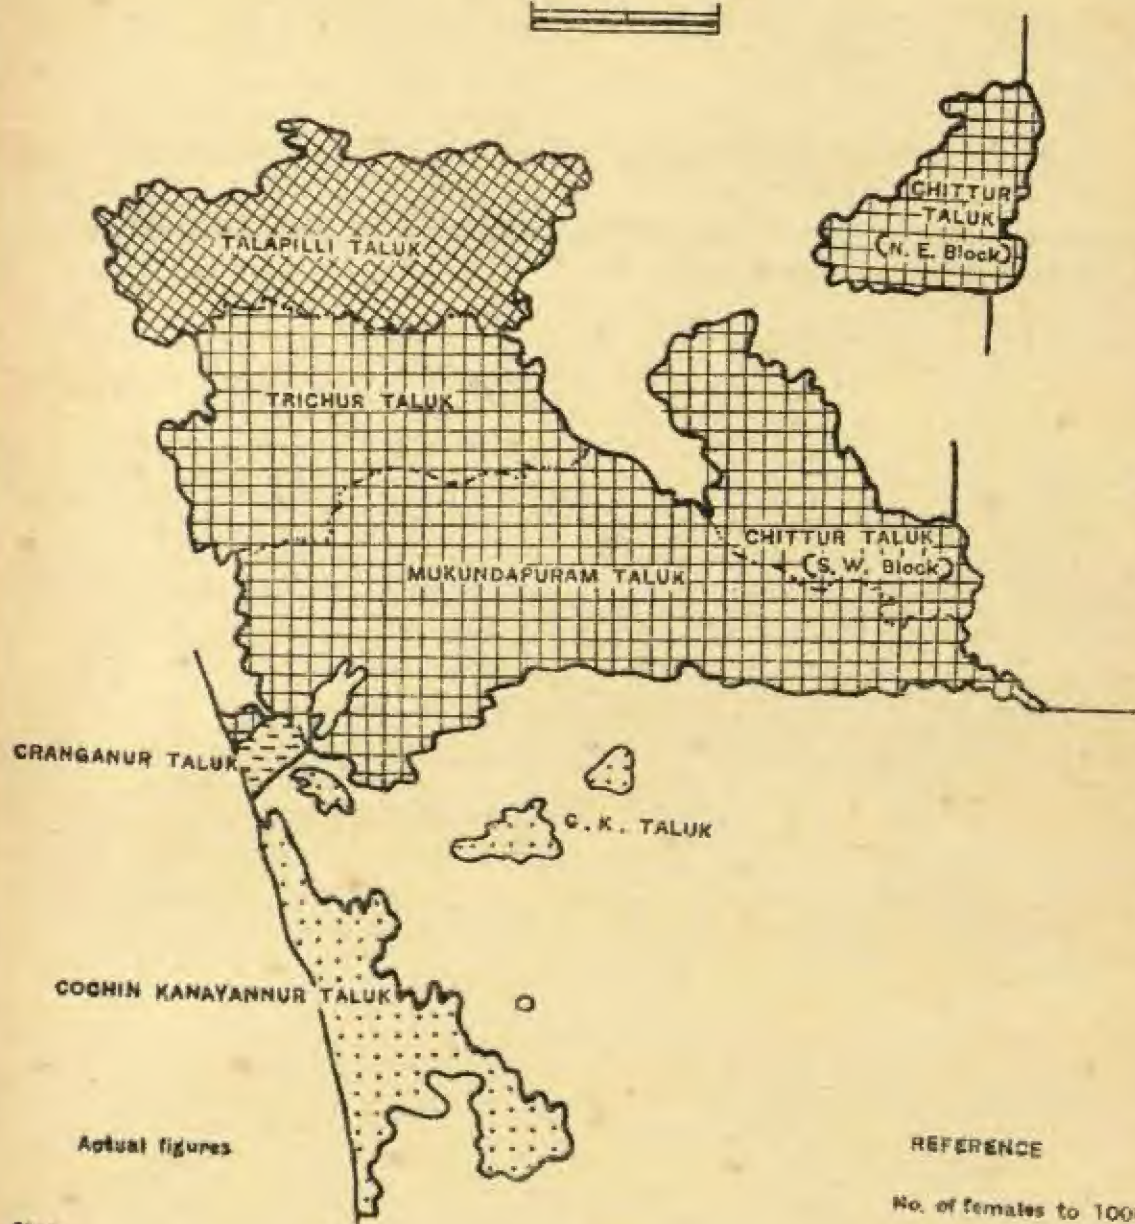 CHITTUR
TALUK
(N. E. Block)
TALAPILLI TALUK
TRICHUR TALUK
CHITTUR TALUK
(S. W. Block)
MUKUNDAPURAM TALUK
CRANGANUR TALUK
C. K. TALUK
COCHIN KANAYANNUR TALUK
Actual figures
REFERENCE
No. of females to 100